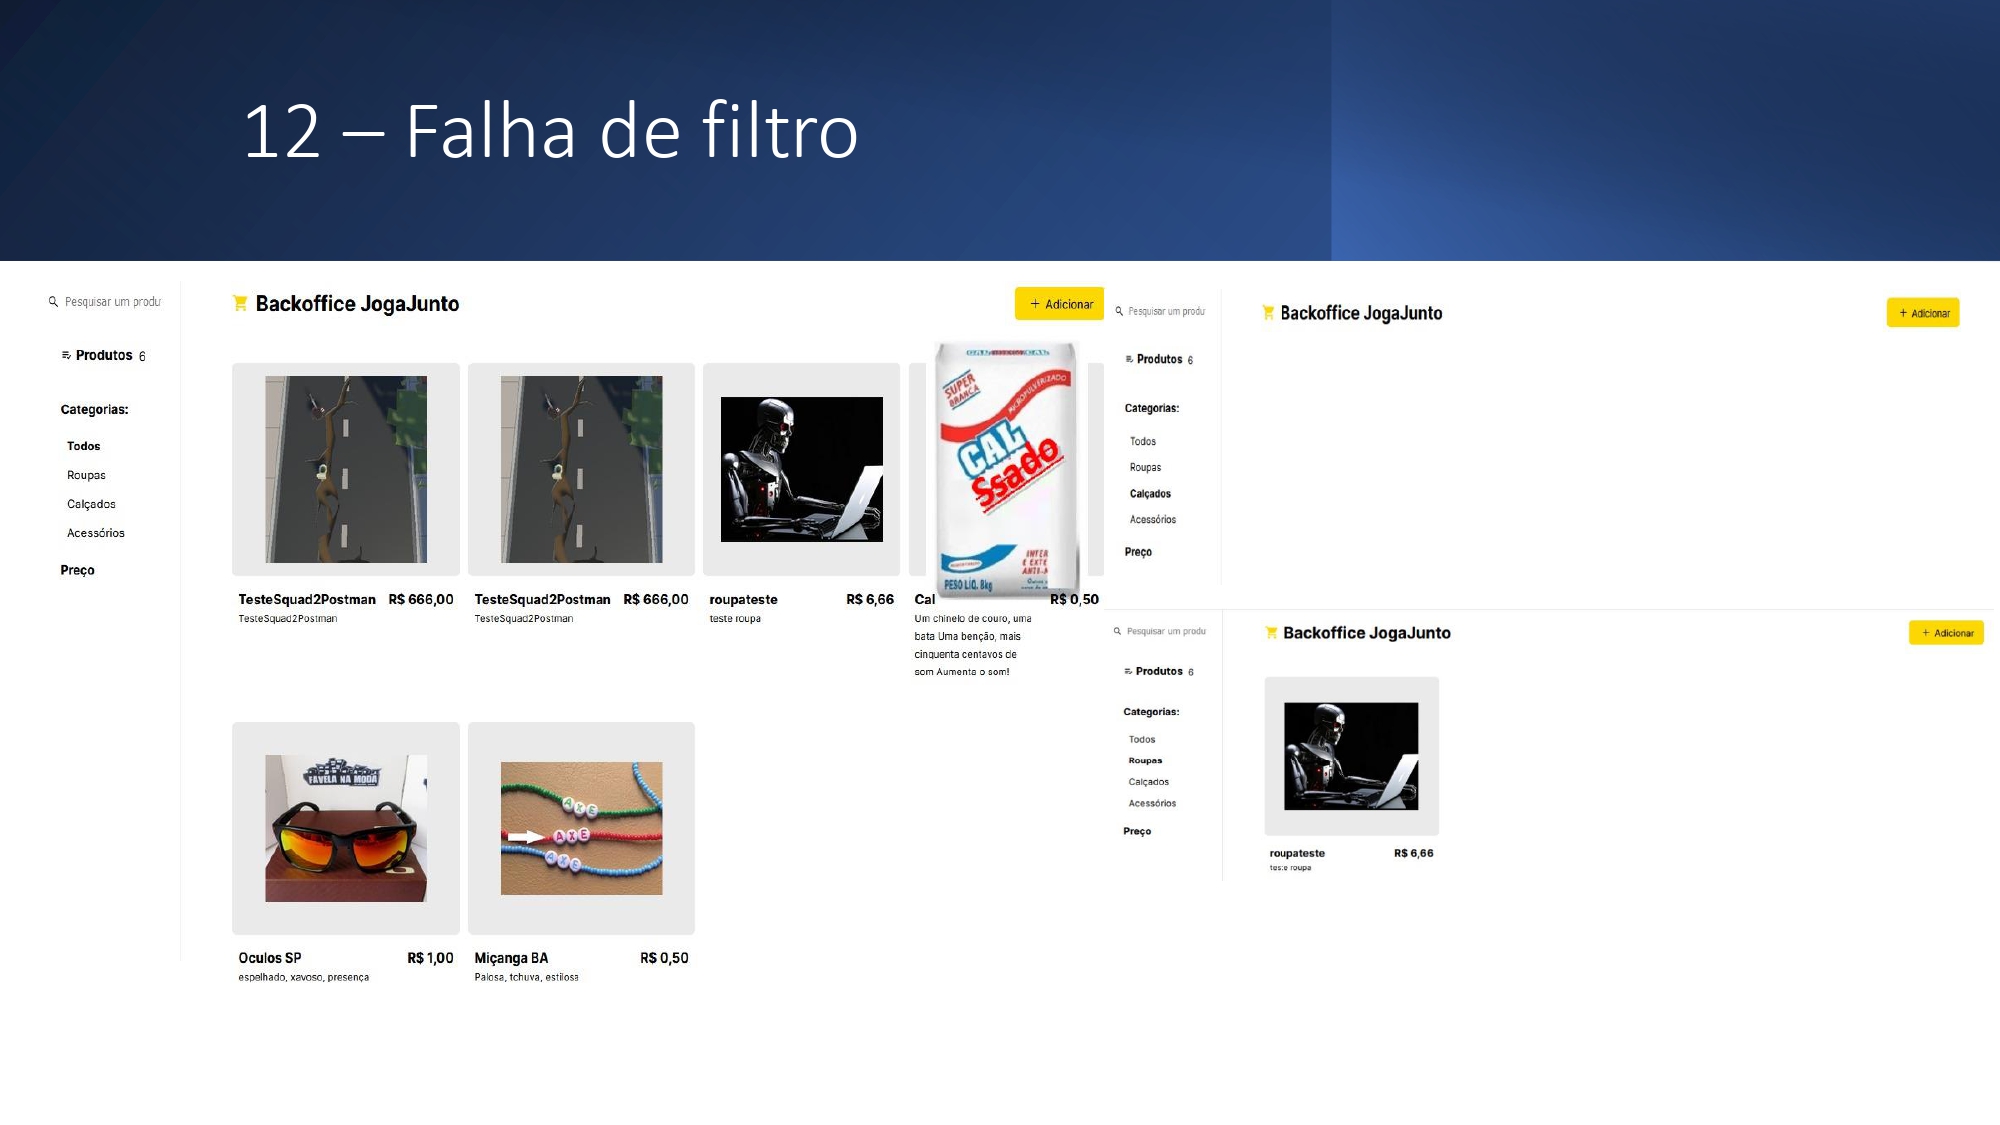 12 – Falha de filtro
Pesquisar um produ
Produtos 6
Categorias:
Todos
Roupas
Calçados
Acessórios
Preço
Backoffice JogaJunto
+ Adicionar
TesteSquad2Postman R$ 666,00
TesteSquad2Postman
TesteSquad2Postman R$ 666,00
TesteSquad2Postman
roupateste R$ 6,66
teste roupa
SUPER
BRANCA
MICROPULVERIZADO
CAL
Ssado
INTER
E EXTE
ANTI-M
PESO LÍQ. 8kg
Cal R$ 0,50
Um chinelo de couro, uma
bata Uma benção, mais
cinquenta centavos de
som Aumenta o som!
FAVELA NA MODA
Oculos SP R$ 1,00
espelhado, xavoso, presença
AXE
AXE
AXE
Miçanga BA R$ 0,50
Palosa, tchuva, estilosa
Pesquisar um produ
Produtos 6
Categorias:
Todos
Roupas
Calçados
Acessórios
Preço
Backoffice JogaJunto
+ Adicionar
Pesquisar um produ
Produtos 6
Categorias:
Todos
Roupas
Calçados
Acessórios
Preço
Backoffice JogaJunto
+ Adicionar
roupateste R$ 6,66
teste roupa